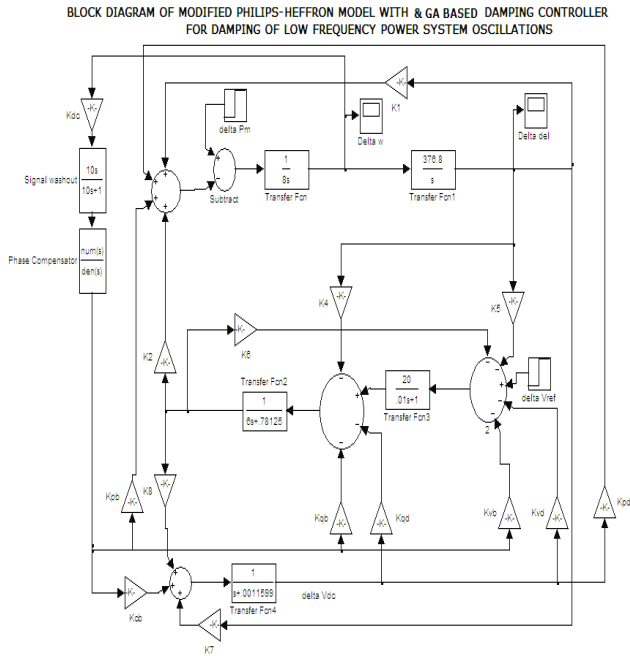 BLOCK DIAGRAM OF MODIFIED PHILIPS-HEFFRON MODEL WITH & GA BASED DAMPING CONTROLLER
FOR DAMPING OF LOW FREQUENCY POWER SYSTEM OSCILLATIONS
-K-
Kdc
-K-
K1
delta Pm
Delta w
Delta del
Signal washout
10s
10s+1
+
+
+
+
+
-
Subtract
1
8s
Transfer Fcn
376.8
s
Transfer Fcn1
Phase Compensator
num(s)
den(s)
K4
-K-
-K-
K5
-K-
K6
K2
-K-
Transfer Fcn2
1
6s+.78125
-
+
-
-
20
.01s+1
Transfer Fcn3
-
-
+
+
-
-
2
delta Vref
K8
-K-
Kpb
-K-
Kqb
-K-
-K-
Kqd
Kvb
-K-
Kvd
-K-
-K-
Kpd
+
+
+
-K-
Kcb
1
s+.0011599
Transfer Fcn4
delta Vdc
-K-
K7